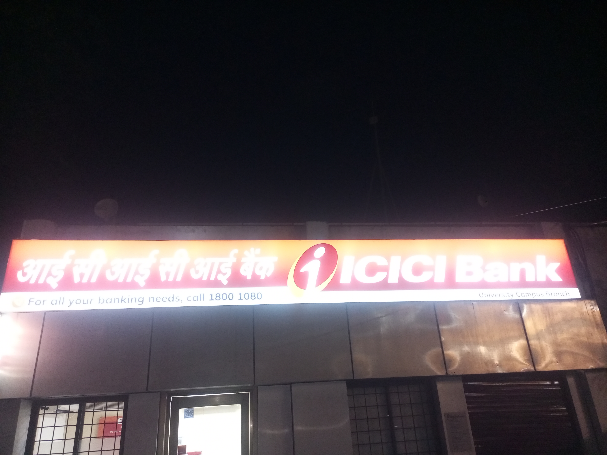 आई सी आई सी आई बैंक
i ICICI Bank
For all your banking needs, call 1800 1080